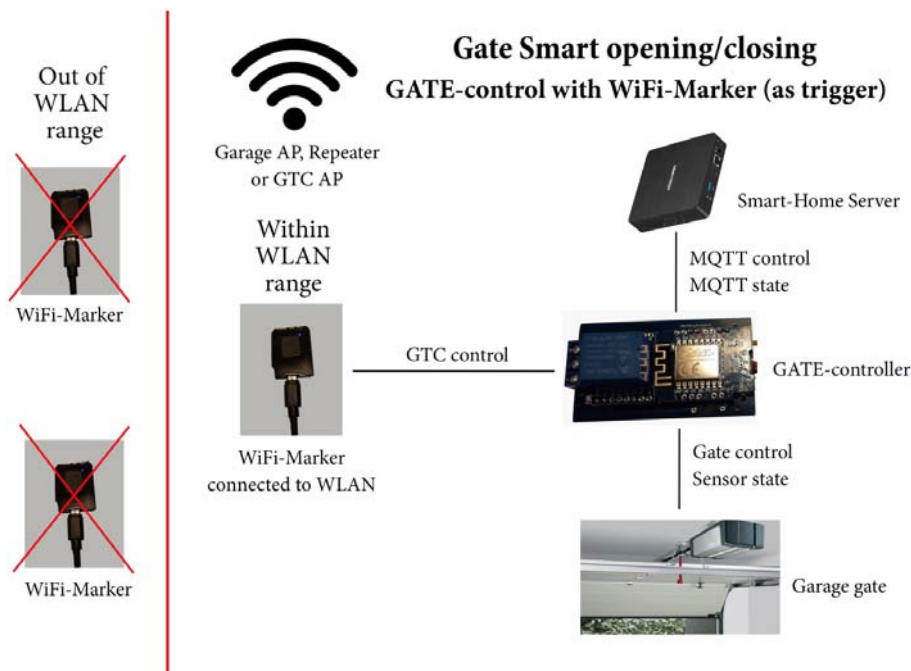 Gate Smart opening/closing
GATE-control with WiFi-Marker (as trigger)
Out of
WLAN
range
WiFi-Marker
WiFi-Marker
Garage AP, Repeater
or GTC AP
Within
WLAN
range
WiFi-Marker
connected to WLAN
GTC control
Smart-Home Server
MQTT control
MQTT state
GATE-controller
Gate control
Sensor state
Garage gate